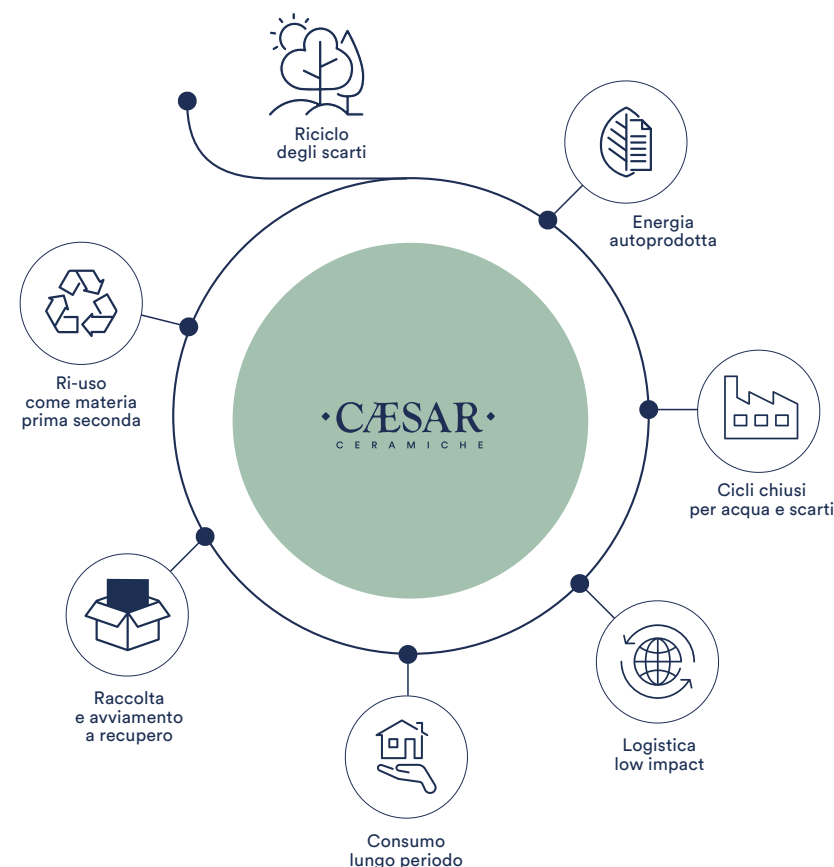 Riciclo
degli scarti
Energia
autoprodotta
Ri-uso
come materia
prima seconda
CÆSAR
CERAMICHE
Cicli chiusi
per acqua e scarti
Raccolta
e avviamento
a recupero
Logistica
low impact
Consumo
lungo periodo